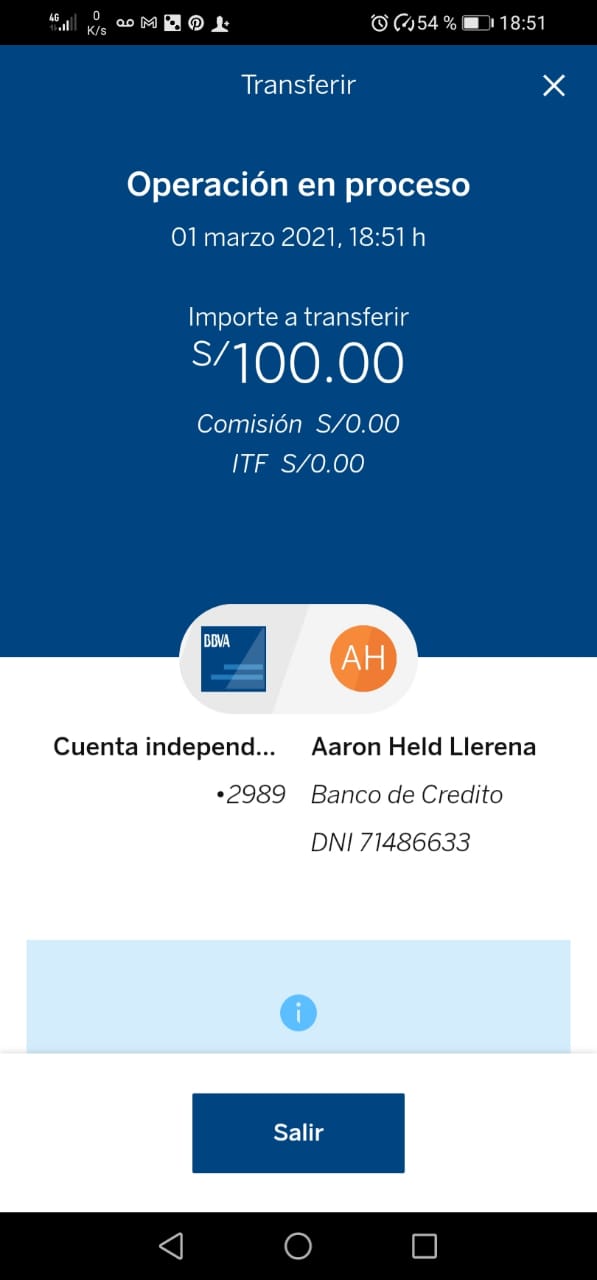 4G 0 K/s 54 % 18:51
Transferir
Operación en proceso
01 marzo 2021, 18:51 h
Importe a transferir
S/100.00
Comisión S/0.00
ITF S/0.00
BBVA AH
Cuenta independ... Aaron Held Llerena
•2989 Banco de Credito
DNI 71486633
i
Salir